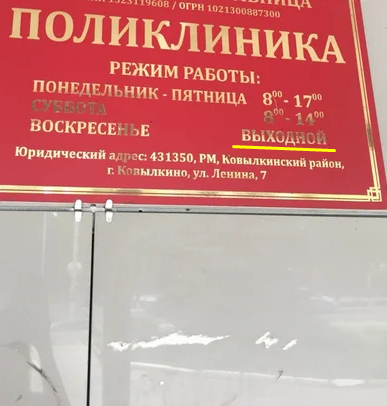 / ОГРН 1021300887300
ПОЛИКЛИНИКА
РЕЖИМ РАБОТЫ:
ПОНЕДЕЛЬНИК - ПЯТНИЦА 8⁰⁰ - 17⁰⁰
СУББОТА 8⁰⁰ - 14⁰⁰
ВОСКРЕСЕНЬЕ ВЫХОДНОЙ
Юридический адрес: 431350, РМ, Ковылкинский район,
г. Ковылкино, ул. Ленина, 7